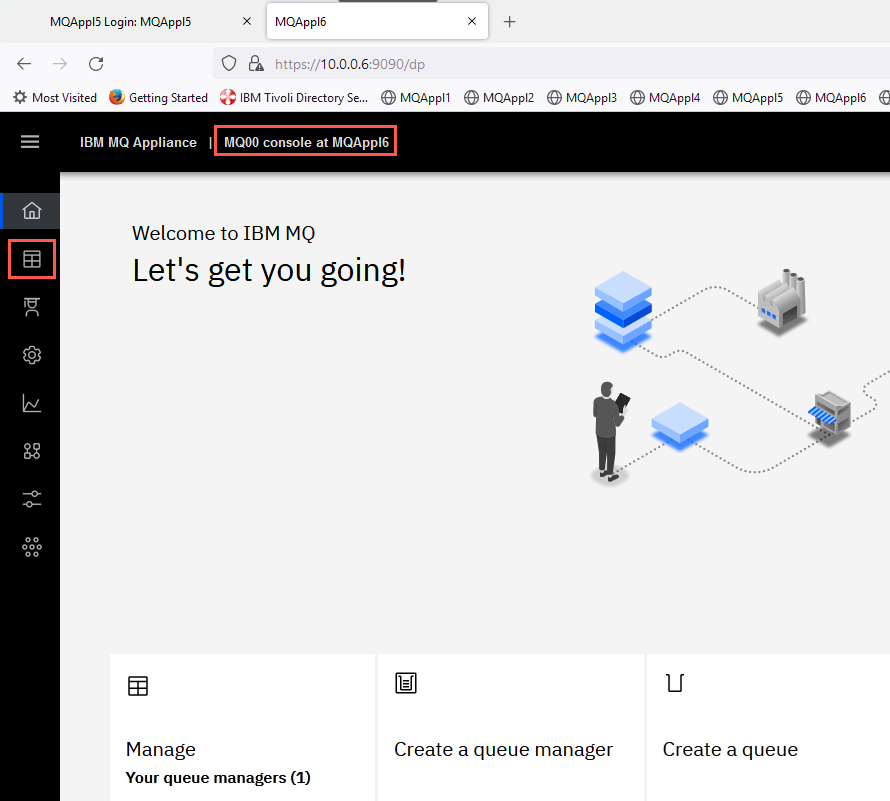 MQAppl5 Login: MQAppl5
MQAppl6
https://10.0.0.6:9090/dp
Most Visited Getting Started IBM Tivoli Directory Se... MQAppl1 MQAppl2 MQAppl3 MQAppl4 MQAppl5 MQAppl6
IBM MQ Appliance | MQ00 console at MQAppl6
Welcome to IBM MQ
Let's get you going!
Manage
Your queue managers (1)
Create a queue manager
Create a queue